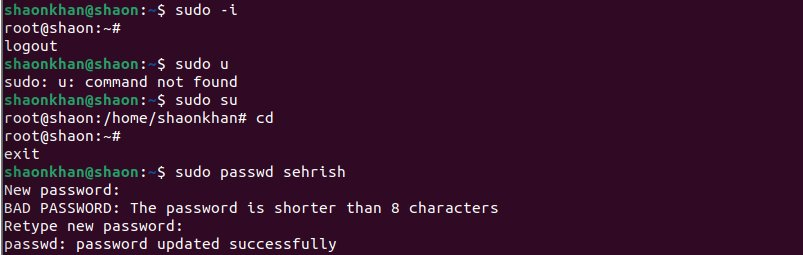 shaonkhan@shaon:~$ sudo -i
root@shaon:~#
logout
shaonkhan@shaon:~$ sudo u
sudo: u: command not found
shaonkhan@shaon:~$ sudo su
root@shaon:/home/shaonkhan# cd
root@shaon:~#
exit
shaonkhan@shaon:~$ sudo passwd sehrish
New password:
BAD PASSWORD: The password is shorter than 8 characters
Retype new password:
passwd: password updated successfully